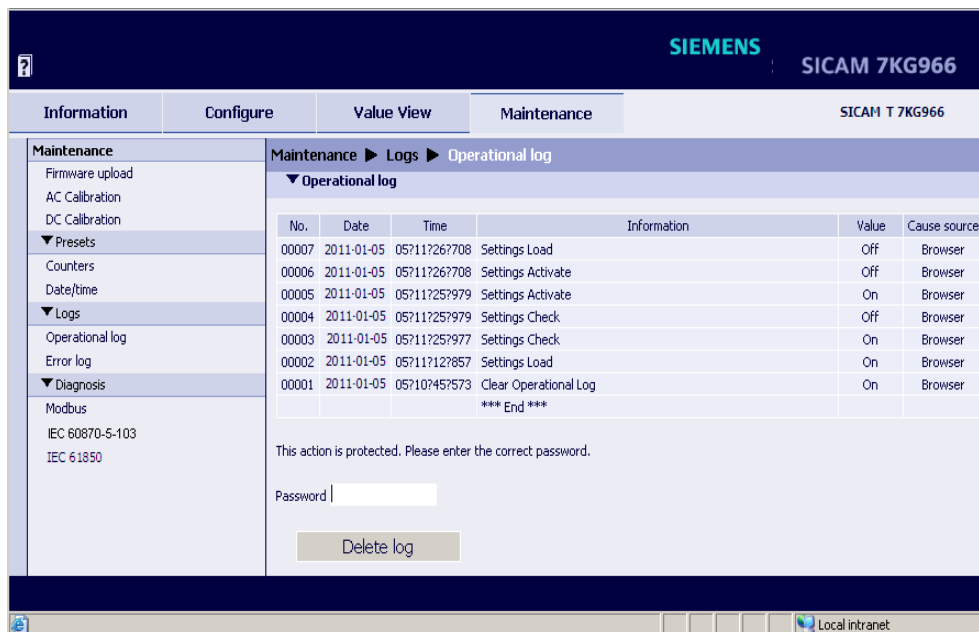 ?
SIEMENS
SICAM 7KG966
Information Configure Value View Maintenance SICAM T 7KG966
Maintenance
Firmware upload
AC Calibration
DC Calibration
Presets
Counters
Date/time
Logs
Operational log
Error log
Diagnosis
Modbus
IEC 60870-5-103
IEC 61850
Maintenance ▶ Logs ▶ Operational log
▼ Operational log
No. Date Time Information Value Cause source
00007 2011-01-05 05?11?26?708 Settings Load Off Browser
00006 2011-01-05 05?11?26?708 Settings Activate Off Browser
00005 2011-01-05 05?11?25?979 Settings Activate On Browser
00004 2011-01-05 05?11?25?979 Settings Check Off Browser
00003 2011-01-05 05?11?25?977 Settings Check On Browser
00002 2011-01-05 05?11?12?857 Settings Load On Browser
00001 2011-01-05 05?10?45?573 Clear Operational Log On Browser
*** End ***
This action is protected. Please enter the correct password.
Password
Delete log
Local intranet